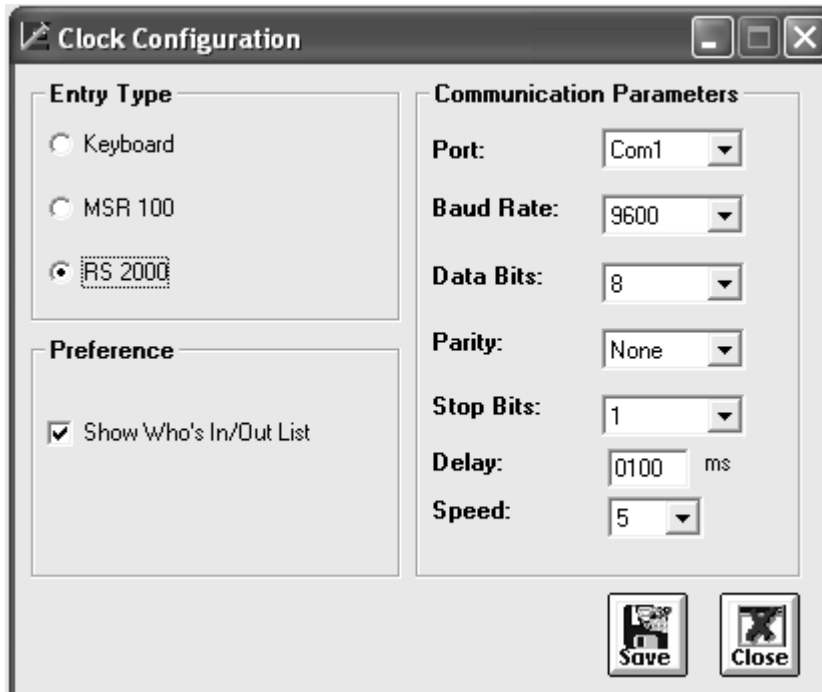 Clock Configuration
Entry Type
Keyboard
MSR 100
RS 2000
Preference
Show Who's In/Out List
Communication Parameters
Port: Com1
Baud Rate: 9600
Data Bits: 8
Parity: None
Stop Bits: 1
Delay: 0100 ms
Speed: 5
Save
Close